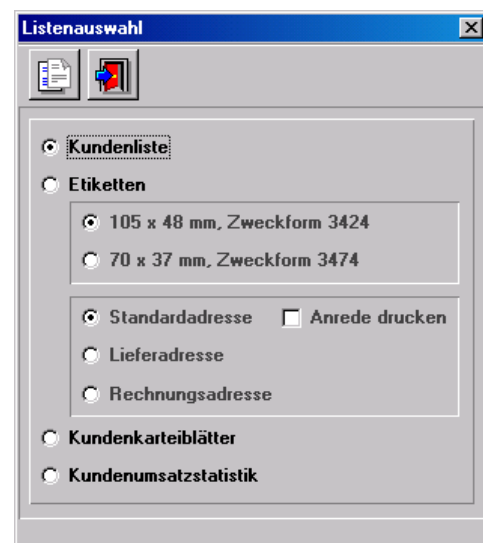 Listenauswahl
Kundenliste
Etiketten
105 x 48 mm, Zweckform 3424
70 x 37 mm, Zweckform 3474
Standardadresse Anrede drucken
Lieferadresse
Rechnungsadresse
Kundenkarteiblätter
Kundenumsatzstatistik